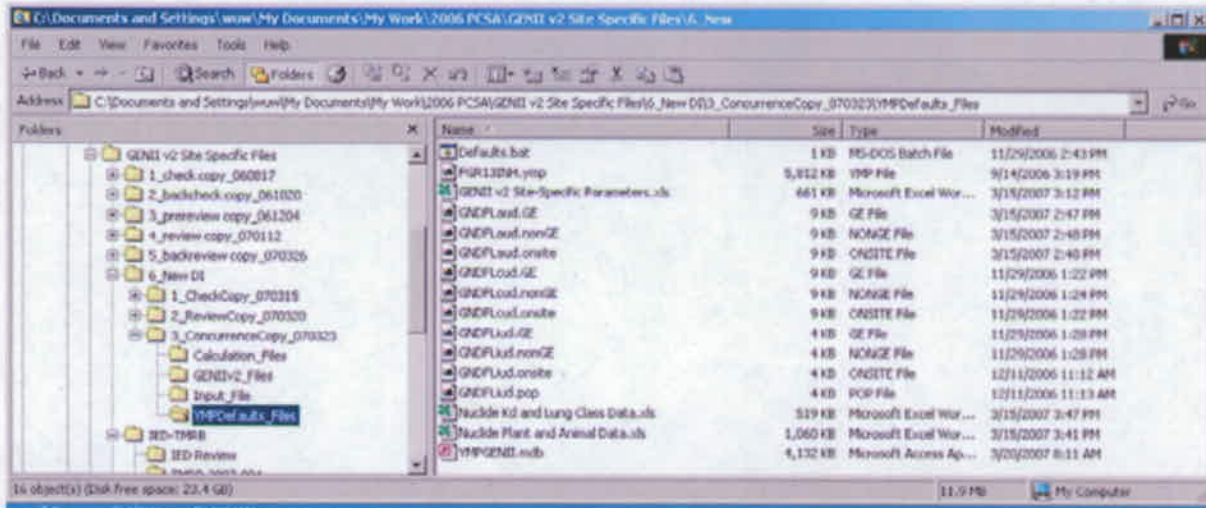 C:\Documents and Settings\wuw\My Documents\My Work\2006 PCSA\GENII v2 Site Specific Files\6_New
File Edit View Favorites Tools Help
Back Search Folders
Address C:\Documents and Settings\wuw\My Documents\My Work\2006 PCSA\GENII v2 Site Specific Files\6_New DI\3_ConcurrenceCopy_070323\YMPDefaults_Files Go
Folders Name Size Type Modified
GENII v2 Site Specific Files
1_check copy_060817
2_backcheck copy_061020
3_prereview copy_061204
4_review copy_070112
5_backreview copy_070326
6_New DI
1_CheckCopy_070315
2_ReviewCopy_070320
3_ConcurrenceCopy_070323
Calculation_Files
GENIIv2_Files
Input_File
YMPDefaults_Files
IED-TMRB
IED Review
Defaults.bat 1 KB MS-DOS Batch File 11/29/2006 2:43 PM
FGR13INH.ymp 5,812 KB YMP File 9/14/2006 3:19 PM
GENII v2 Site-Specific Parameters.xls 661 KB Microsoft Excel Wor... 3/15/2007 3:12 PM
GNDFLaud.GE 9 KB GE File 3/15/2007 2:47 PM
GNDFLaud.nonGE 9 KB NONGE File 3/15/2007 2:48 PM
GNDFLaud.onsite 9 KB ONSITE File 3/15/2007 2:48 PM
GNDFLcud.GE 9 KB GE File 11/29/2006 1:22 PM
GNDFLcud.nonGE 9 KB NONGE File 11/29/2006 1:24 PM
GNDFLcud.onsite 9 KB ONSITE File 11/29/2006 1:22 PM
GNDFLiud.GE 4 KB GE File 11/29/2006 1:28 PM
GNDFLiud.nonGE 4 KB NONGE File 11/29/2006 1:28 PM
GNDFLiud.onsite 4 KB ONSITE File 12/11/2006 11:12 AM
GNDFLiud.pop 4 KB POP File 12/11/2006 11:13 AM
Nuclide Kd and Lung Class Data.xls 519 KB Microsoft Excel Wor... 3/15/2007 3:47 PM
Nuclide Plant and Animal Data.xls 1,060 KB Microsoft Excel Wor... 3/15/2007 3:41 PM
YMPGENII.mdb 4,132 KB Microsoft Access Ap... 3/20/2007 8:11 AM
16 object(s) (Disk free space: 23.4 GB) 11.9 MB My Computer